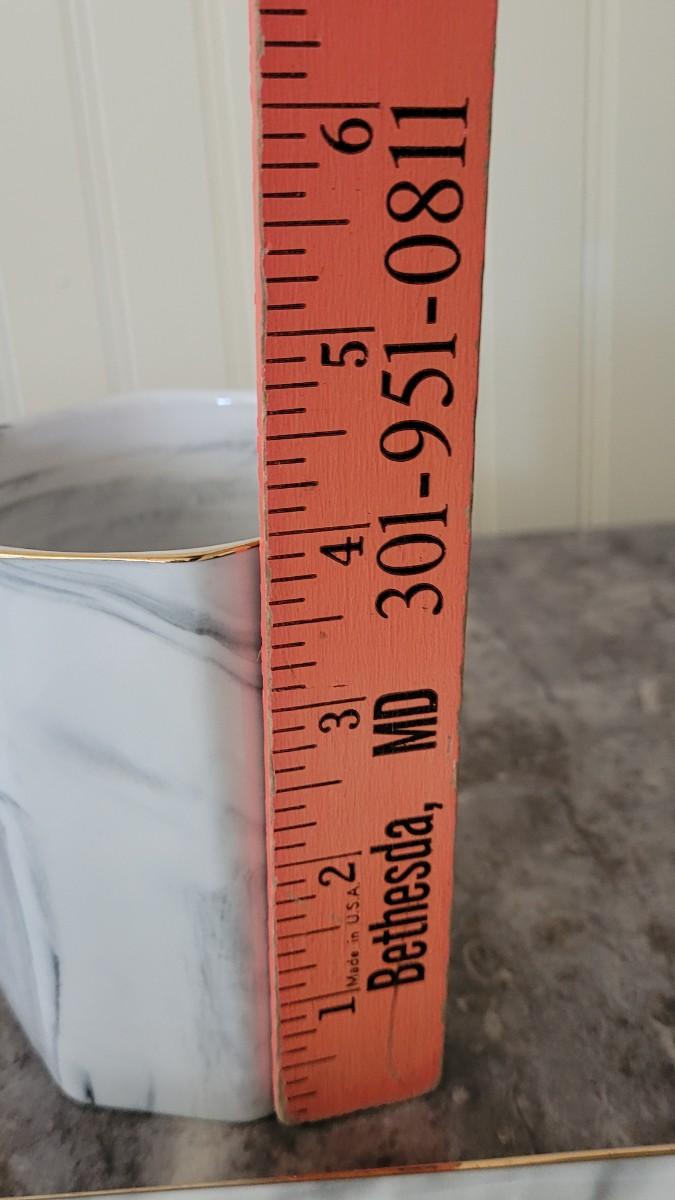 Bethesda, MD 301-951-0811
Made in U.S.A.
1 2 3 4 5 6